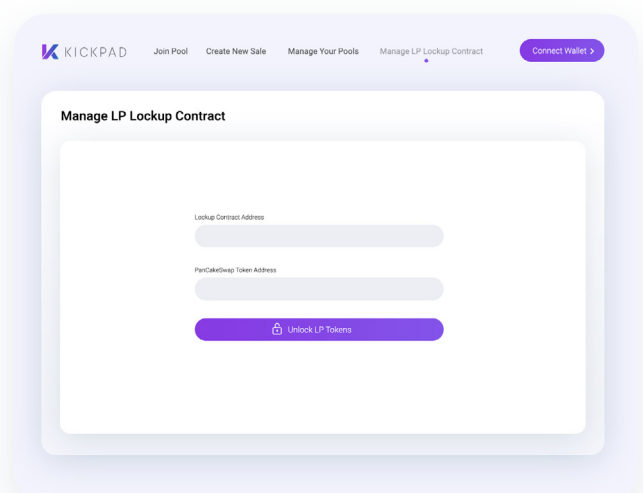 KICKPAD
Join Pool
Create New Sale
Manage Your Pools
Manage LP Lockup Contract
Connect Wallet
Manage LP Lockup Contract
Lockup Contract Address
PanCakeSwap Token Address
Unlock LP Tokens